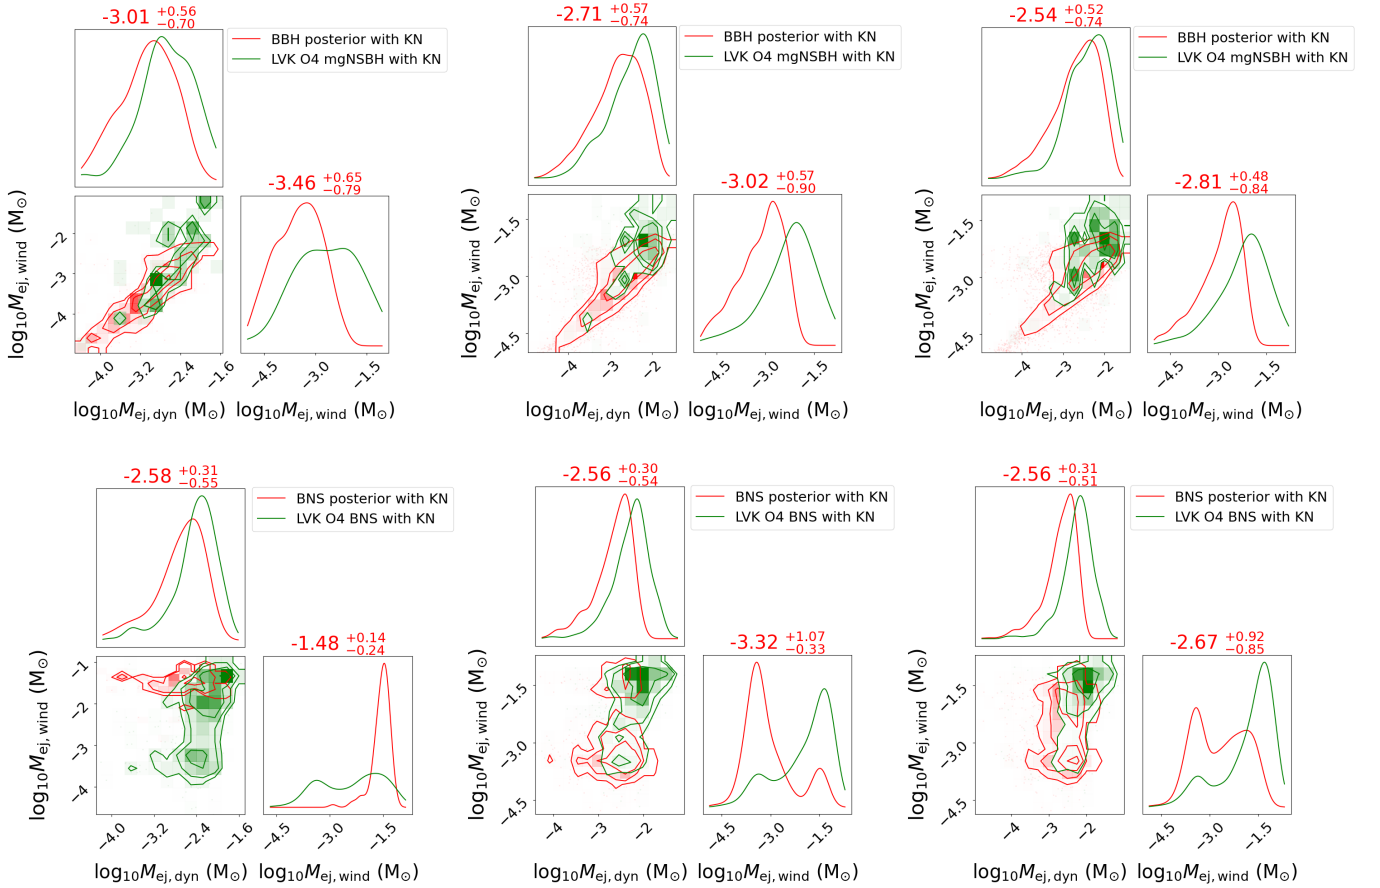 -3.01 +0.56 −0.70
BBH posterior with KN
LVK O4 mgNSBH with KN
-3.46 +0.65 −0.79
log10Mej, wind (M⊙)
−2
−3
−4
−4.0 −3.2 −2.4 −1.6
−4.5 −3.0 −1.5
log10Mej, dyn (M⊙) log10Mej, wind (M⊙)
-2.71 +0.57 −0.74
BBH posterior with KN
LVK O4 mgNSBH with KN
-3.02 +0.57 −0.90
log10Mej, wind (M⊙)
−1.5
−3.0
−4.5
−4 −3 −2
−4.5 −3.0 −1.5
log10Mej, dyn (M⊙) log10Mej, wind (M⊙)
-2.54 +0.52 −0.74
BBH posterior with KN
LVK O4 mgNSBH with KN
-2.81 +0.48 −0.84
log10Mej, wind (M⊙)
−1.5
−3.0
−4.5
−4 −3 −2
−4.5 −3.0 −1.5
log10Mej, dyn (M⊙) log10Mej, wind (M⊙)
-2.58 +0.31 −0.55
BNS posterior with KN
LVK O4 BNS with KN
-1.48 +0.14 −0.24
log10Mej, wind (M⊙)
−1
−2
−3
−4
−4.0 −3.2 −2.4 −1.6
−4.5 −3.0 −1.5
log10Mej, dyn (M⊙) log10Mej, wind (M⊙)
-2.56 +0.30 −0.54
BNS posterior with KN
LVK O4 BNS with KN
-3.32 +1.07 −0.33
log10Mej, wind (M⊙)
−1.5
−3.0
−4.5
−4 −3 −2
−4.5 −3.0 −1.5
log10Mej, dyn (M⊙) log10Mej, wind (M⊙)
-2.56 +0.31 −0.51
BNS posterior with KN
LVK O4 BNS with KN
-2.67 +0.92 −0.85
log10Mej, wind (M⊙)
−1.5
−3.0
−4.5
−4 −3 −2
−4.5 −3.0 −1.5
log10Mej, dyn (M⊙) log10Mej, wind (M⊙)